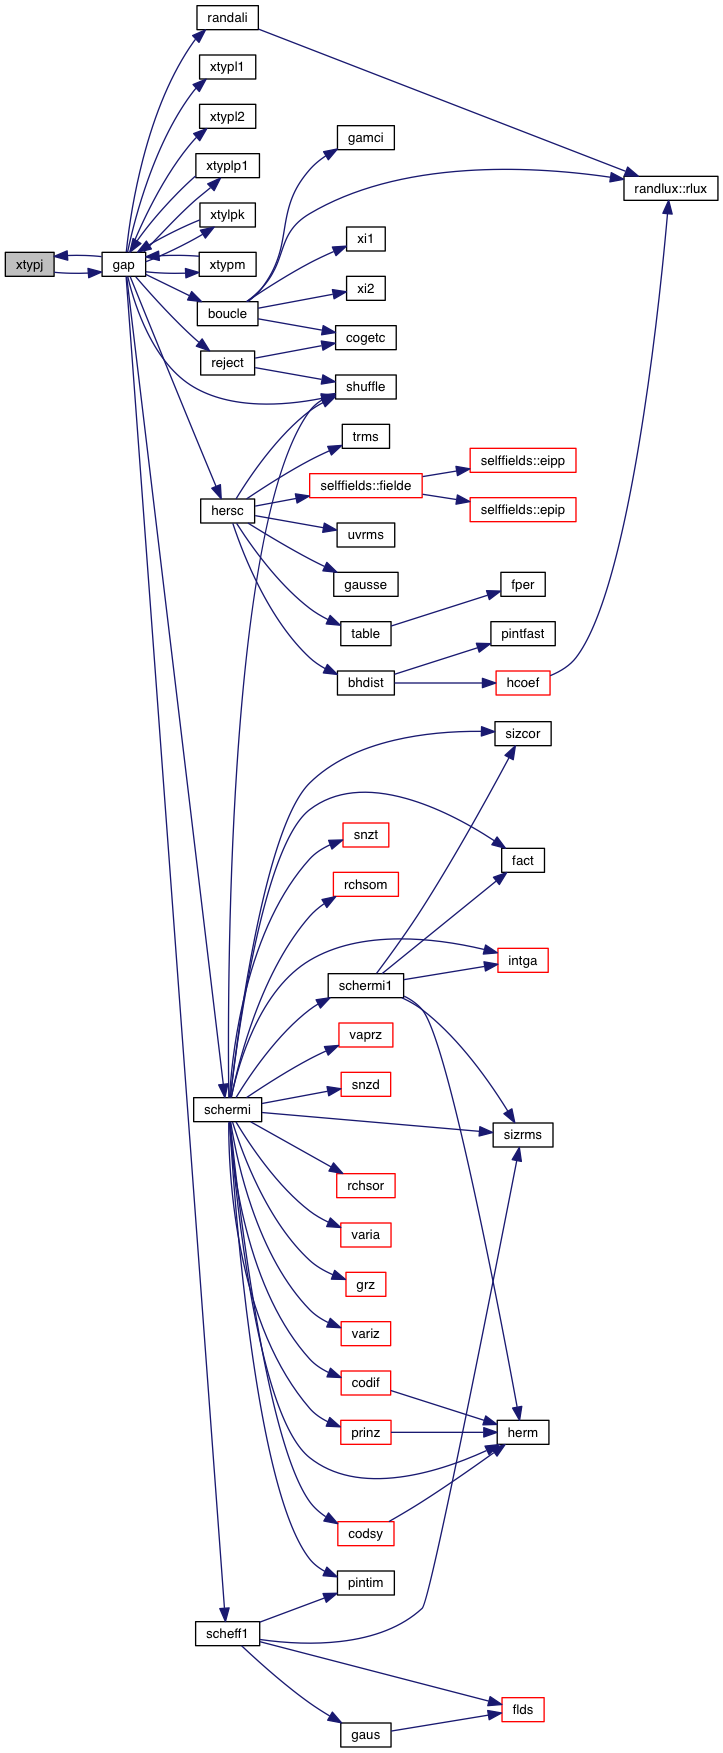 randali
xtypl1
xtypl2
gamci
xtyplp1
randlux::rlux
xtylpk
xi1
xtypj
gap
xtypm
xi2
boucle
cogetc
reject
shuffle
trms
selffields::eipp
selffields::fielde
hersc
selffields::epip
uvrms
gausse
fper
table
pintfast
bhdist
hcoef
sizcor
snzt
fact
rchsom
intga
schermi1
vaprz
snzd
schermi
sizrms
rchsor
varia
grz
variz
codif
prinz
herm
codsy
pintim
scheff1
flds
gaus